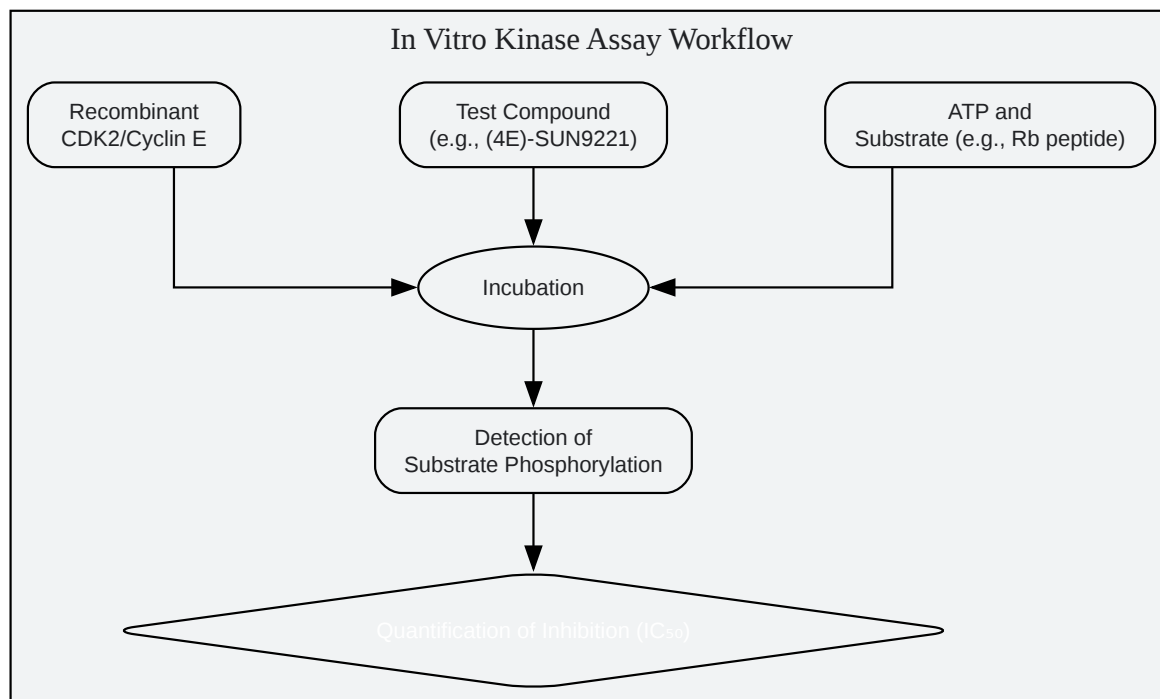 In Vitro Kinase Assay Workflow
Recombinant
CDK2/Cyclin E
Test Compound
(e.g., (4E)-SUN9221)
ATP and
Substrate (e.g., Rb peptide)
Incubation
Detection of
Substrate Phosphorylation
Quantification of Inhibition (IC₅₀)